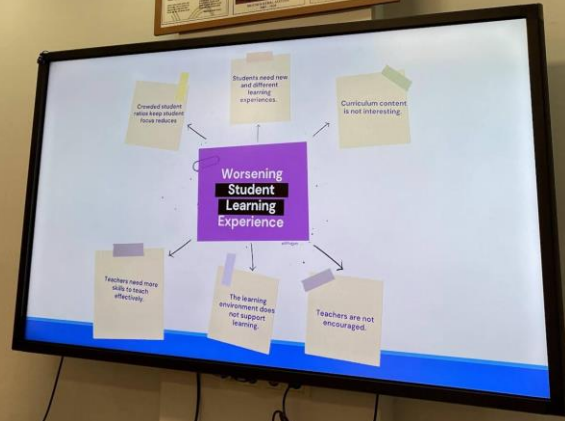 Students need new
and different
learning
experiences.
Crowded student
ratios keep student
focus reduces
Curriculum content
is not interesting.
Worsening
Student
Learning
Experience
Teachers need more
skills to teach
effectively.
The learning
environment does
not support
learning.
Teachers are not
encouraged.